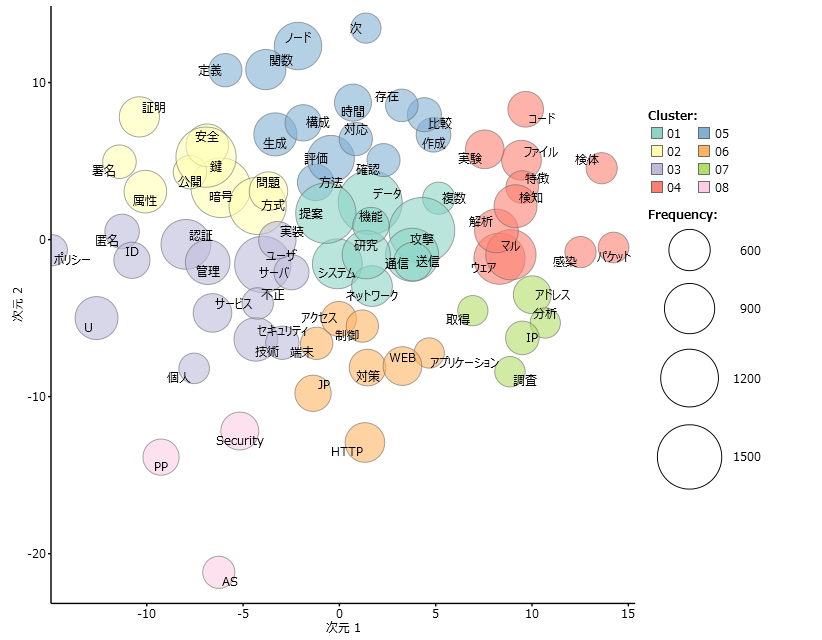 次
ノード
関数
定義
10
存在
時間
コード
証明
構成
対応
比較
安全
生成
作成
ファイル
評価
確認
実験
検体
署名
鍵
公開
問題
方法
特徴
属性
暗号
方式
データ
複数
検知
提案
機能
解析
匿名
認証
実装
0
攻撃
ID
研究
マル
ポリシー
管理
ユーザ
サーバ
システム
通信
送信
ウェア
感染
パケット
不正
ネットワーク
アドレス
サービス
アクセス
取得
分析
U
セキュリティ
制御
IP
技術
端末
WEB
アプリケーション
個人
対策
調査
JP
-10
Security
HTTP
PP
-20
AS
次元 2
-10
-5
0
5
10
15
次元 1
Cluster:
01
05
02
06
03
07
04
08
Frequency:
600
900
1200
1500